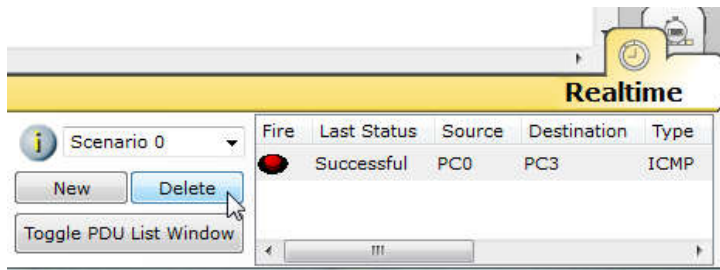 Realtime
Scenario 0
Fire Last Status Source Destination Type
Successful PC0 PC3 ICMP
New Delete
Toggle PDU List Window